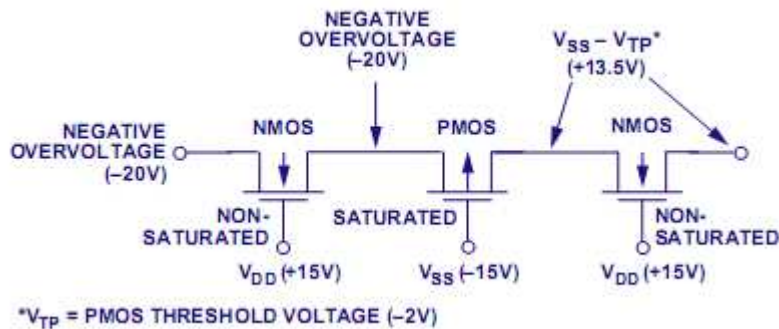 NEGATIVE
OVERVOLTAGE
(–20V)
V_SS – V_TP*
(+13.5V)
NEGATIVE
OVERVOLTAGE
(–20V)
NMOS
PMOS
NMOS
NON-
SATURATED
SATURATED
NON-
SATURATED
V_DD (+15V)
V_SS (–15V)
V_DD (+15V)
*V_TP = PMOS THRESHOLD VOLTAGE (–2V)